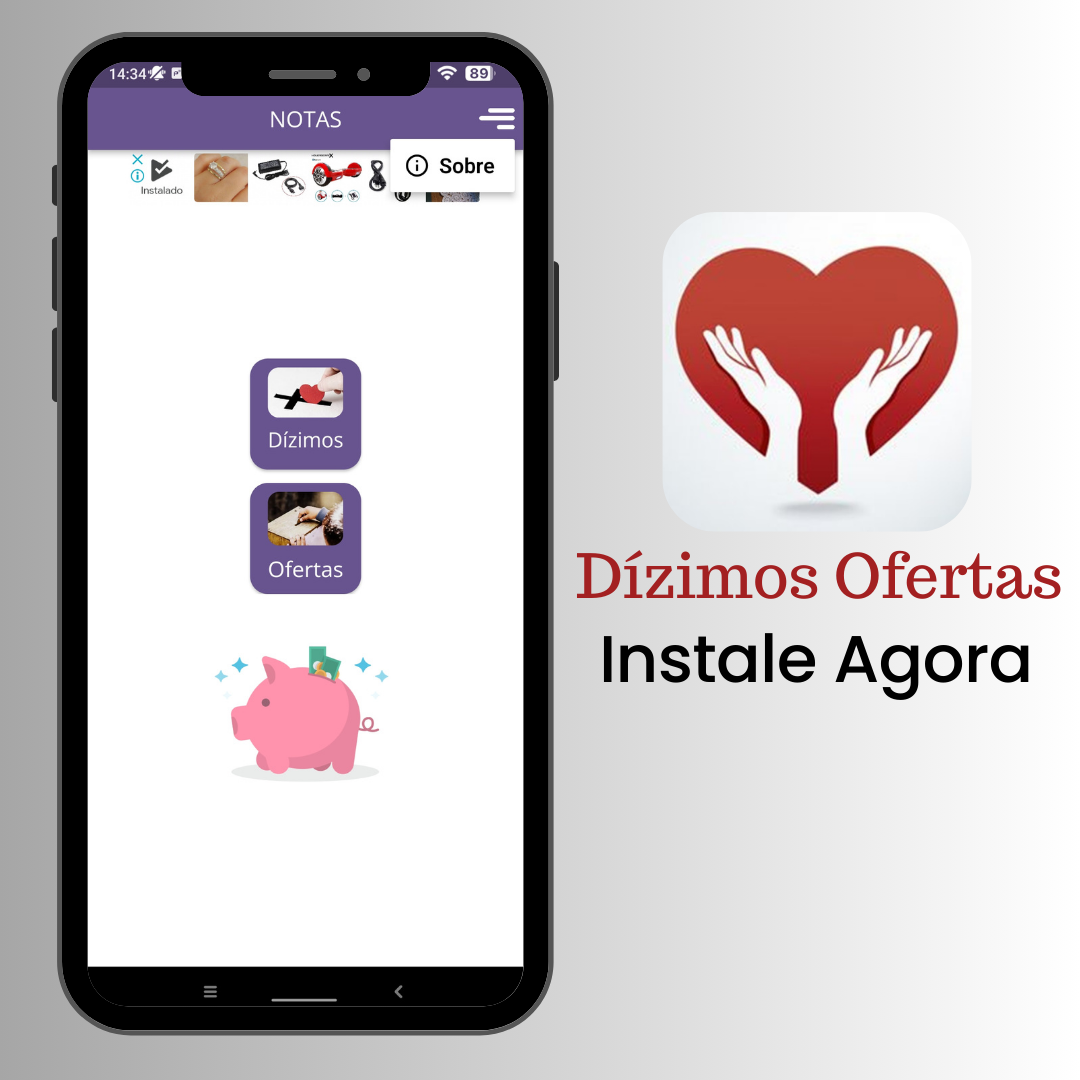 14:34
89
NOTAS
Sobre
Instalado
Dízimos
Ofertas
Dízimos Ofertas
Instale Agora